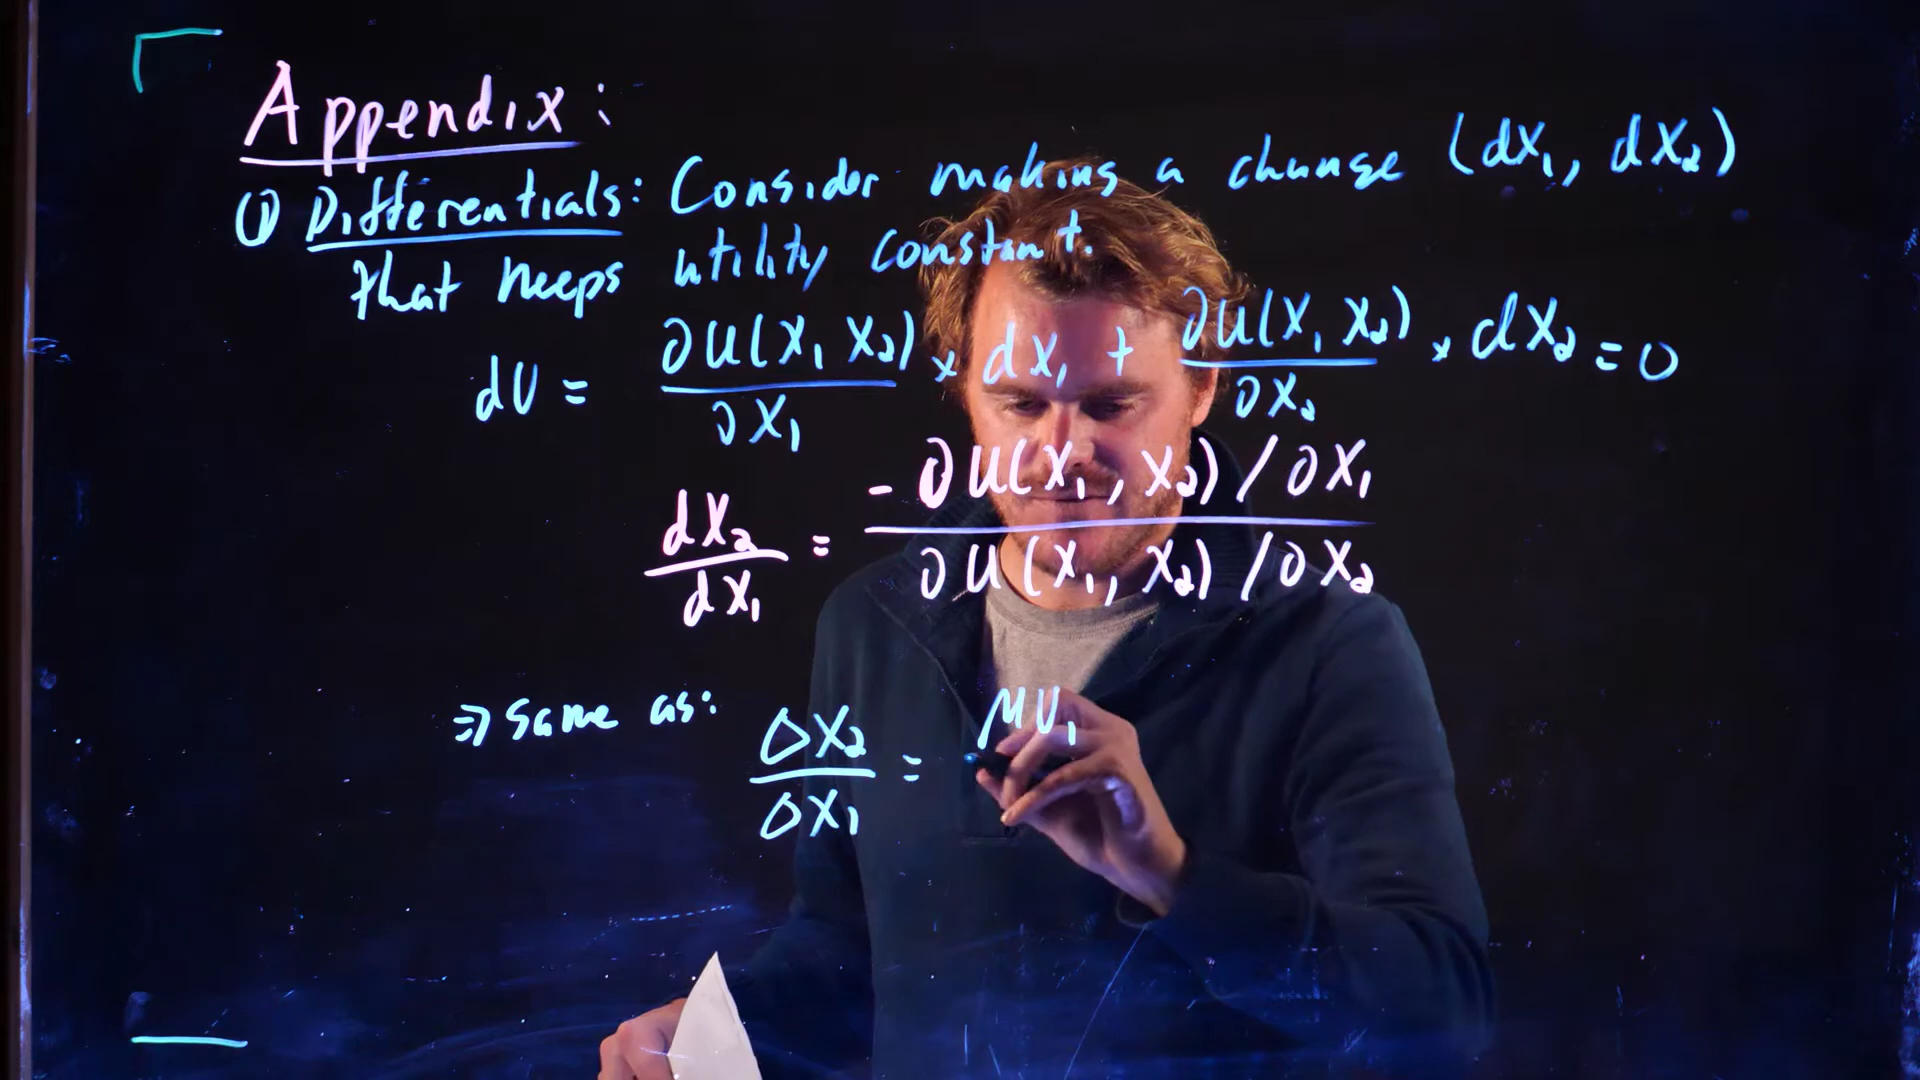 Appendix:
① Differentials: Consider making a change (dX₁, dX₂)
that keeps utility constant.
dU = ∂U(X₁ X₂)/∂X₁ × dX₁ + ∂U(X₁ X₂)/∂X₂ × dX₂ = 0
dX₂/dX₁ = -∂U(X₁, X₂)/∂X₁ / ∂U(X₁, X₂)/∂X₂
⇒ Same as: ΔX₂/ΔX₁ = MU₁